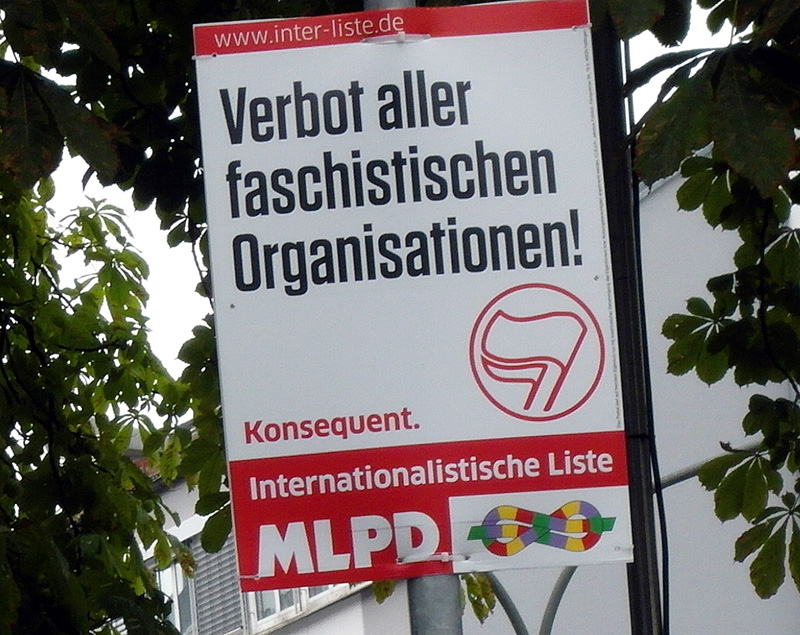 www.inter-liste.de
Verbot aller
faschistischen
Organisationen!
Konsequent.
Internationalistische Liste
MLPD